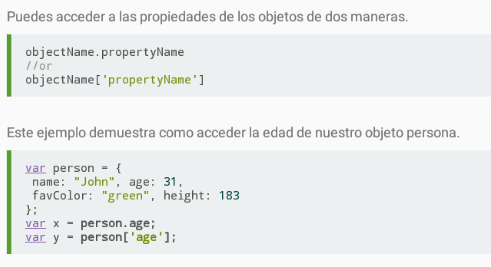 Puedes acceder a las propiedades de los objetos de dos maneras.
objectName.propertyName
//or
objectName['propertyName']
Este ejemplo demuestra como acceder la edad de nuestro objeto persona.
var person = {
name: "John", age: 31,
favColor: "green", height: 183
};
var x = person.age;
var y = person['age'];